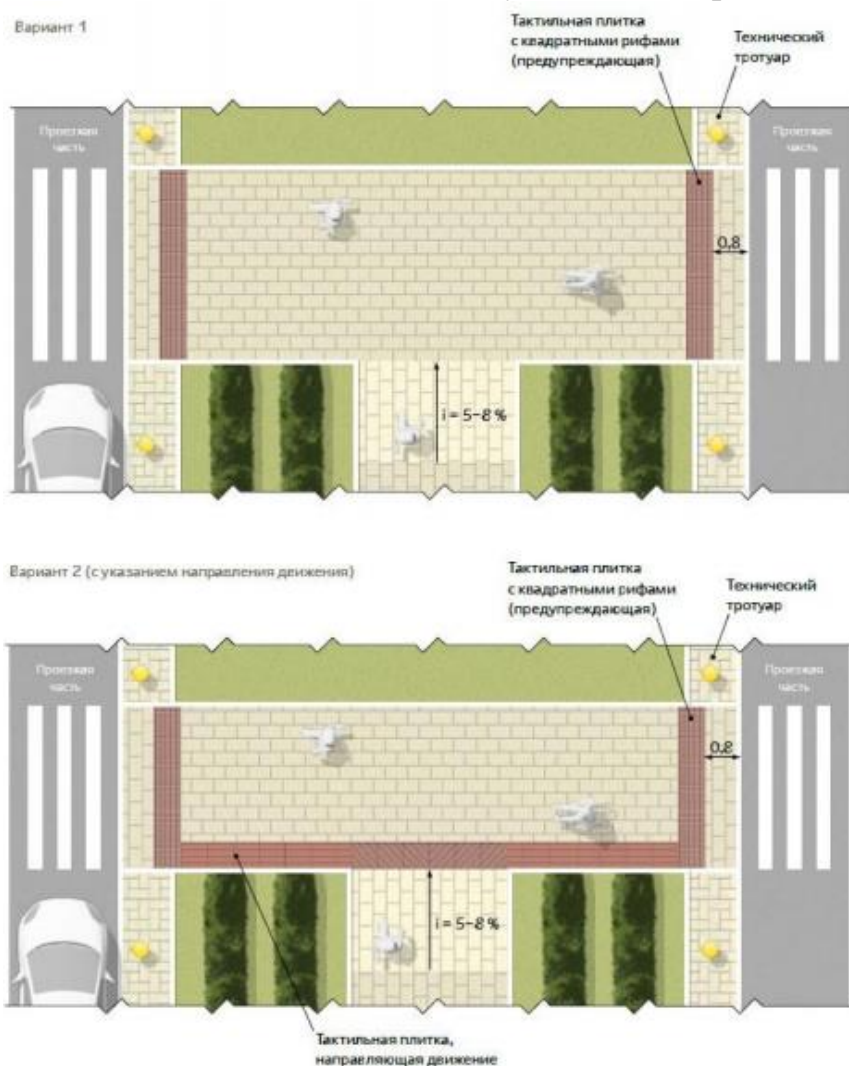 Вариант 1
Тактильная плитка
с квадратными рифами
(предупреждающая)
Технический
тротуар
Проезжая
часть
Проезжая
часть
0,8
i = 5–8 %
Вариант 2 (с указанием направления движения)
Тактильная плитка
с квадратными рифами
(предупреждающая)
Технический
тротуар
Проезжая
часть
Проезжая
часть
0,8
i = 5–8 %
Тактильная плитка,
направляющая движение